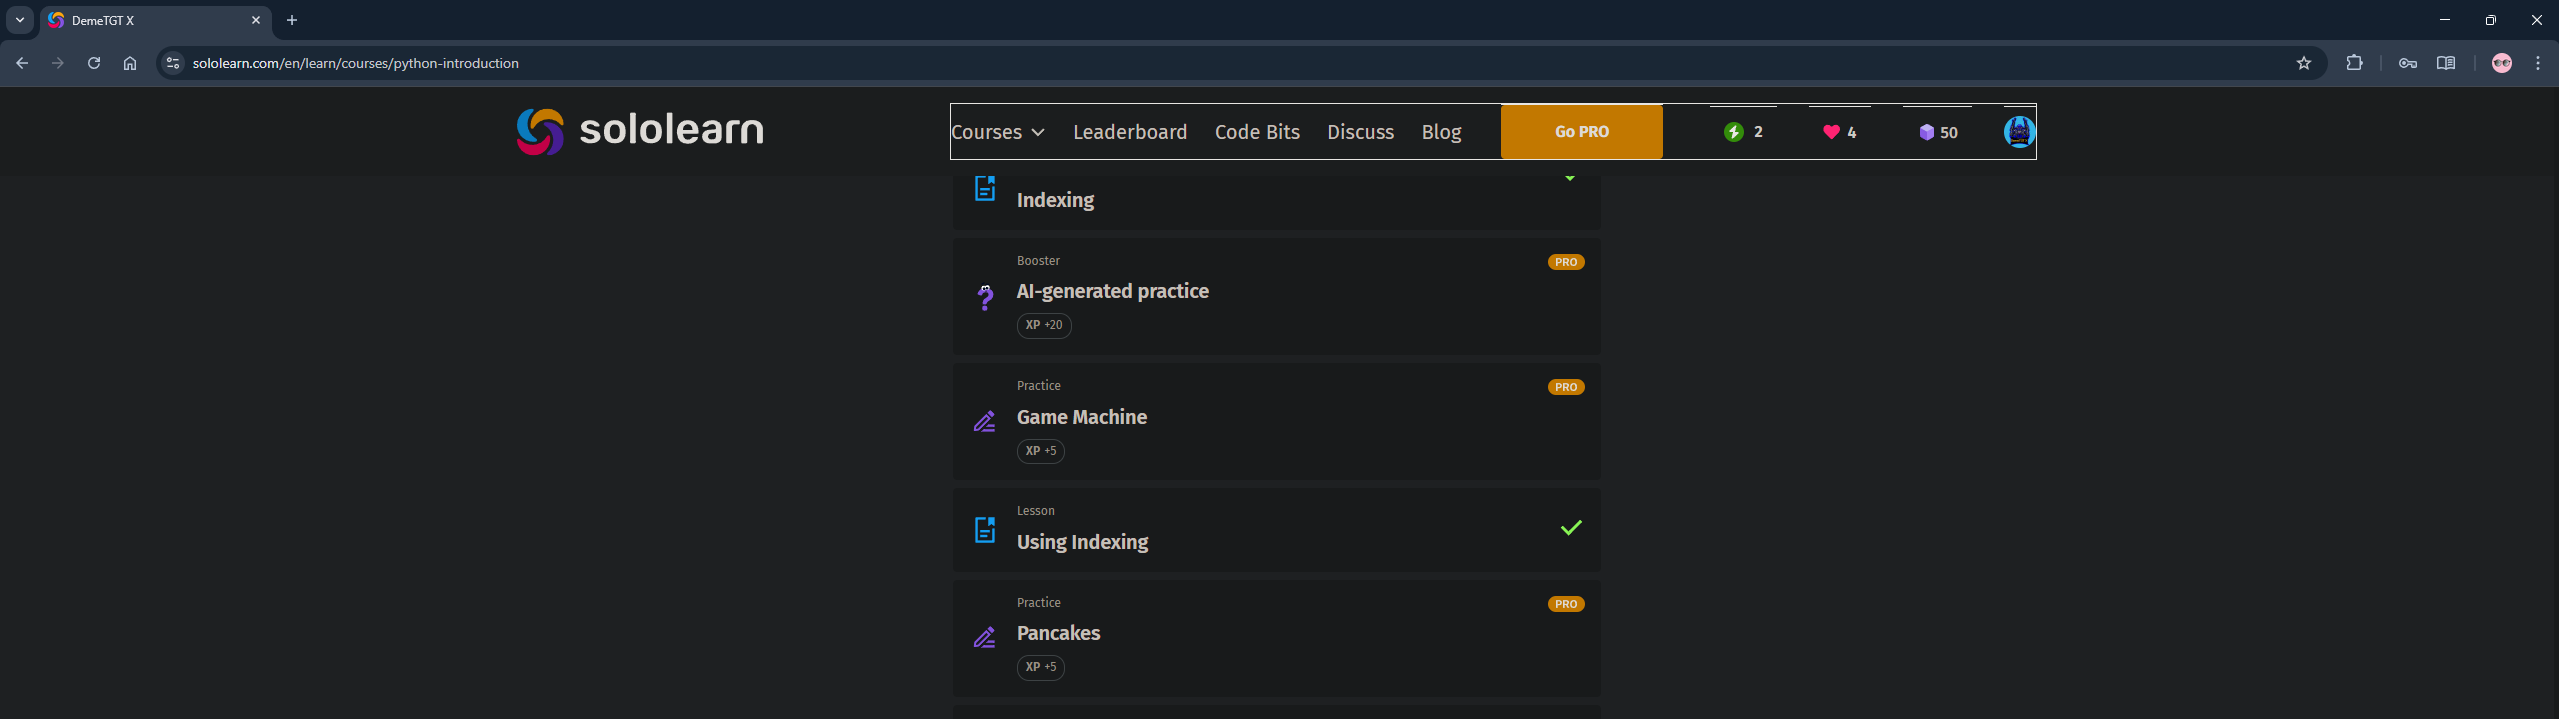 DemeTGT X
sololearn.com/en/learn/courses/python-introduction
sololearn
Courses Leaderboard Code Bits Discuss Blog Go PRO 2 4 50
Indexing
Booster PRO
AI-generated practice
XP +20
Practice PRO
Game Machine
XP +5
Lesson
Using Indexing
Practice PRO
Pancakes
XP +5